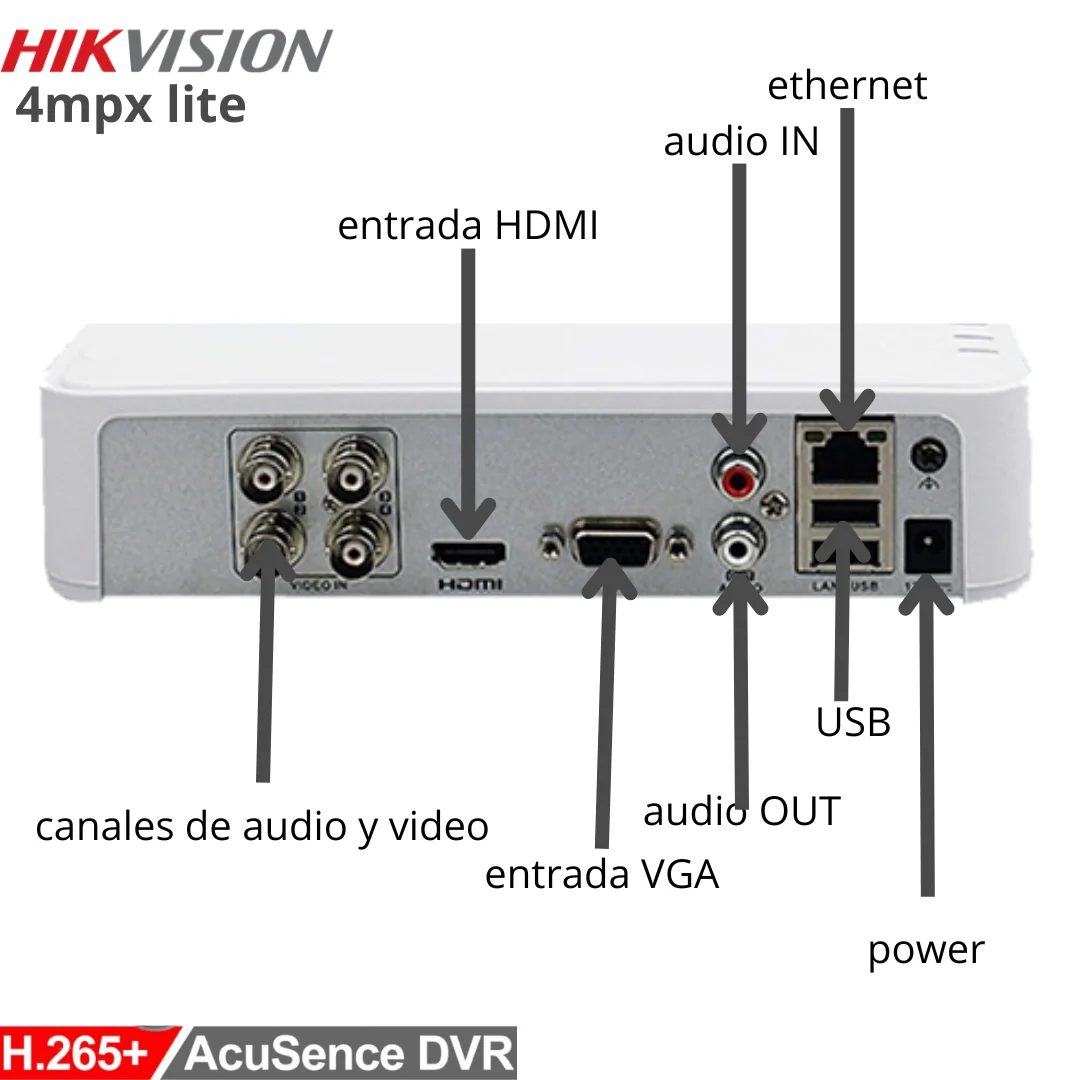 HIKVISION
4mpx lite
ethernet
audio IN
entrada HDMI
VIDEO IN
HDMI
LAN USB
USB
audio OUT
canales de audio y video
entrada VGA
power
H.265+ AcuSence DVR